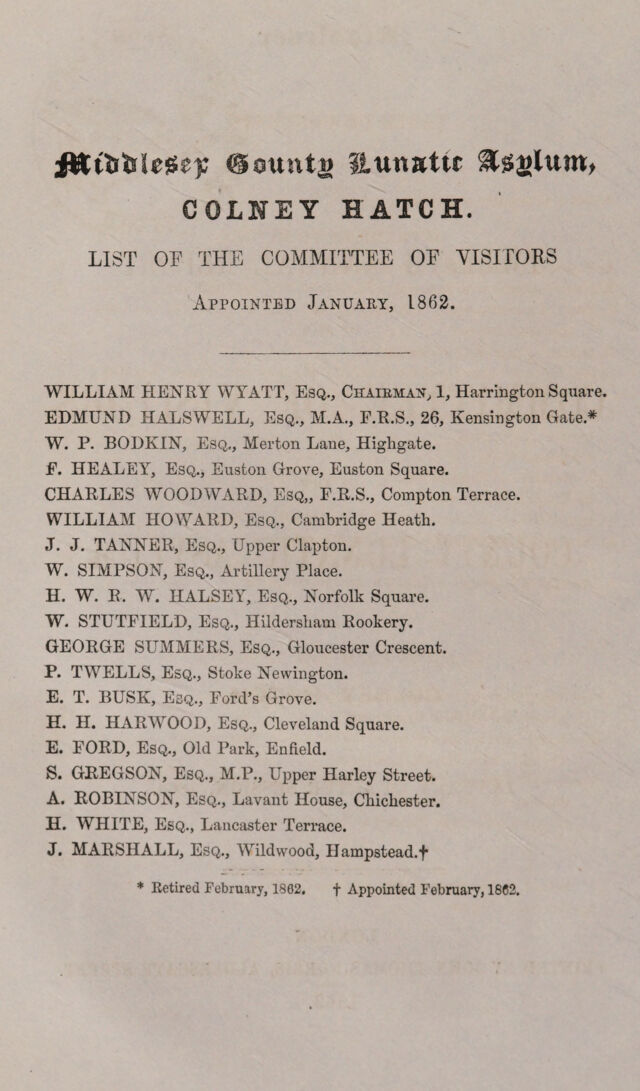 Middlesex County Lunatic Asylum,
COLNEY HATCH.
LIST OF THE COMMITTEE OF VISITORS
APPOINTED JANUARY, 1862.
WILLIAM HENRY WYATT, ESQ., CHAIRMAN, 1, Harrington Square.
EDMUND HALSWELL, ESQ., M.A., F.R.S., 26, Kensington Gate.*
W. P. BODKIN, ESQ., Merton Lane, Highgate.
F. HEALEY, ESQ., Euston Grove, Euston Square.
CHARLES WOODWARD, ESQ,, F.R.S., Compton Terrace.
WILLIAM HOWARD, ESQ., Cambridge Heath.
J. J. TANNER, ESQ., Upper Clapton.
W. SIMPSON, ESQ., Artillery Place.
H. W. R. W. HALSEY, ESQ., Norfolk Square.
W. STUTFIELD, ESQ., Hildersham Rookery.
GEORGE SUMMERS, ESQ., Gloucester Crescent.
P. TWELLS, ESQ., Stoke Newington.
E. T. BUSK, ESQ., Ford's Grove.
H. H. HARWOOD, ESQ., Cleveland Square.
E. FORD, ESQ., Old Park, Enfield.
S. GREGSON, ESQ., M.P., Upper Harley Street.
A. ROBINSON, ESQ., Lavant House, Chichester.
H. WHITE, ESQ., Lancaster Terrace.
J. MARSHALL, ESQ., Wildwood, Hampstead.†
* Retired February, 1862. † Appointed February, 1862.